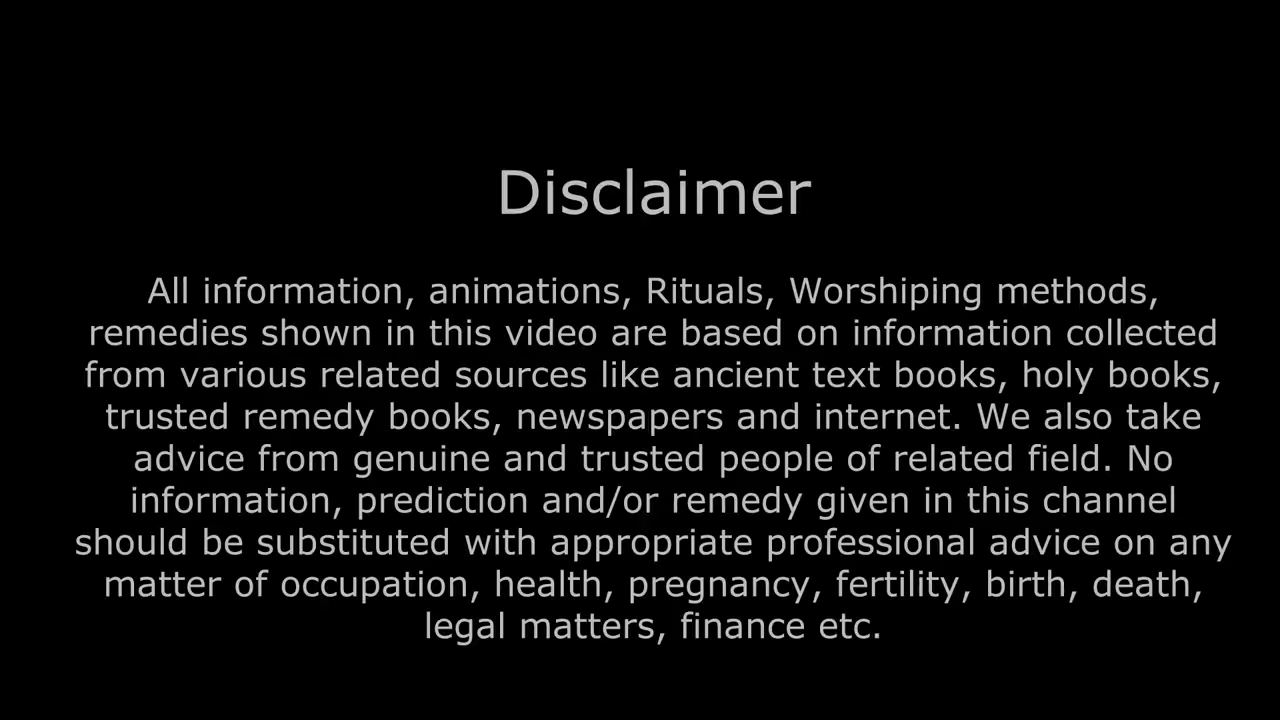 Disclaimer
All information, animations, Rituals, Worshiping methods,
remedies shown in this video are based on information collected
from various related sources like ancient text books, holy books,
trusted remedy books, newspapers and internet. We also take
advice from genuine and trusted people of related field. No
information, prediction and/or remedy given in this channel
should be substituted with appropriate professional advice on any
matter of occupation, health, pregnancy, fertility, birth, death,
legal matters, finance etc.